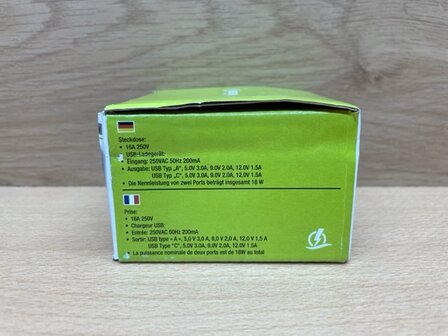 Steckdose:
• 16A 250V
• USB-Ladegerät:
• Eingang: 250VAC 50Hz 200mA
• Ausgabe: USB Typ „A“, 5.0V 3.0A, 9.0V 2.0A, 12.0V 1.5A
USB Typ „C“, 5.0V 3.0A, 9.0V 2.0A, 12.0V 1.5A
• Die Nennleistung von zwei Ports beträgt insgesamt 18 W
Prise:
• 16A 250V
• Chargeur USB:
• Entrée: 250VAC 50Hz 200mA
• Sortir: USB type « A », 5,0 V 3,0 A, 9,0 V 2,0 A, 12,0 V 1,5 A
USB Type "C", 5.0V 3.0A, 9.0V 2.0A, 12.0V 1.5A
• La puissance nominale de deux ports est de 18W au total